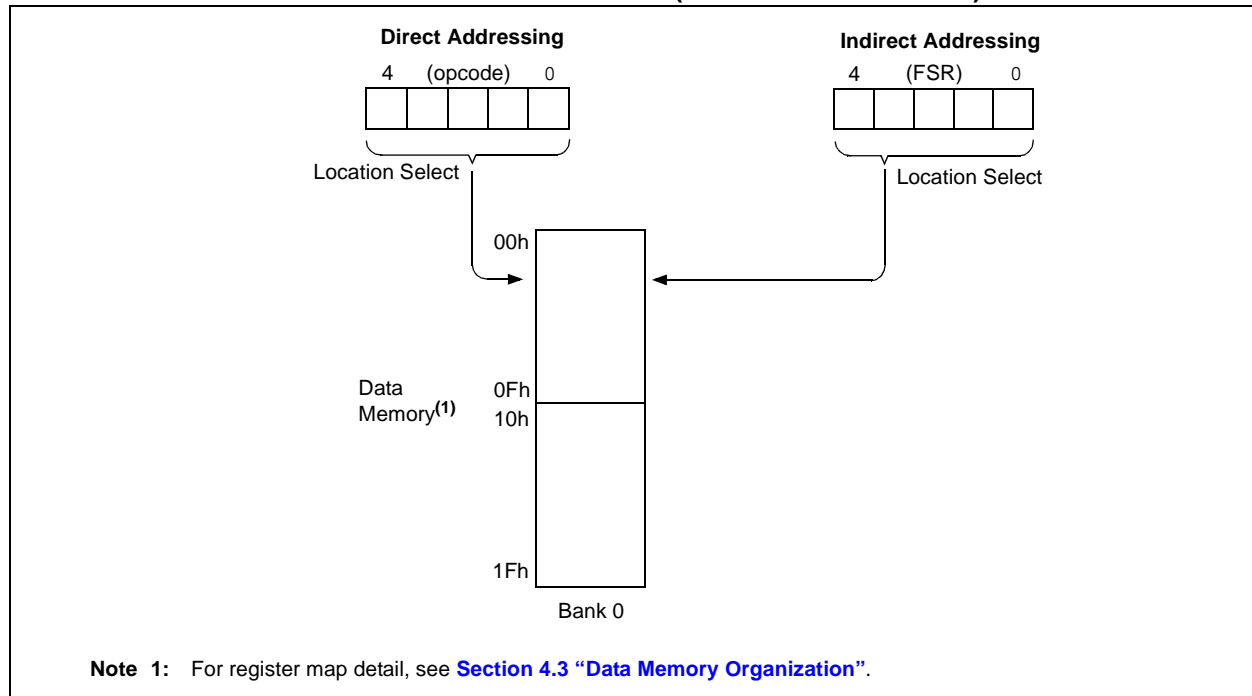 Direct Addressing
Indirect Addressing
4 (opcode) 0
4 (FSR) 0
Location Select
Location Select
00h
Data
Memory(1)
0Fh
10h
1Fh
Bank 0
Note 1: For register map detail, see Section 4.3 “Data Memory Organization”.